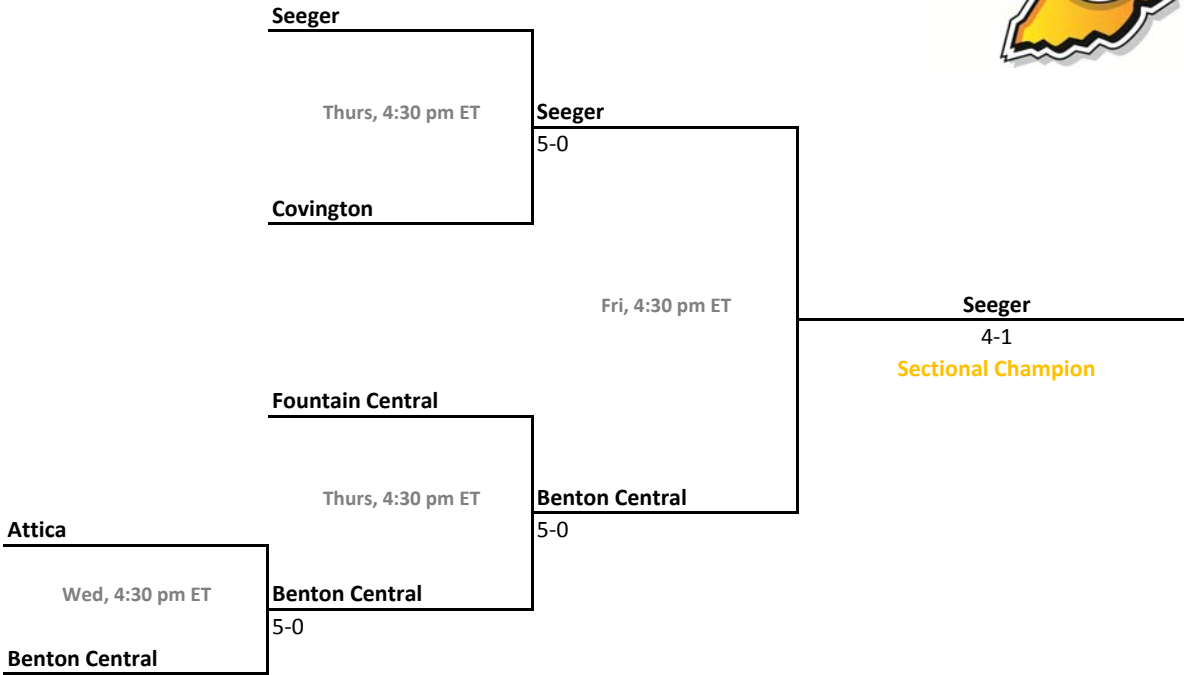 Seeger
Thurs, 4:30 pm ET
Seeger
5-0
Covington
Fri, 4:30 pm ET
Seeger
4-1
Sectional Champion
Fountain Central
Thurs, 4:30 pm ET
Benton Central
5-0
Attica
Wed, 4:30 pm ET
Benton Central
5-0
Benton Central